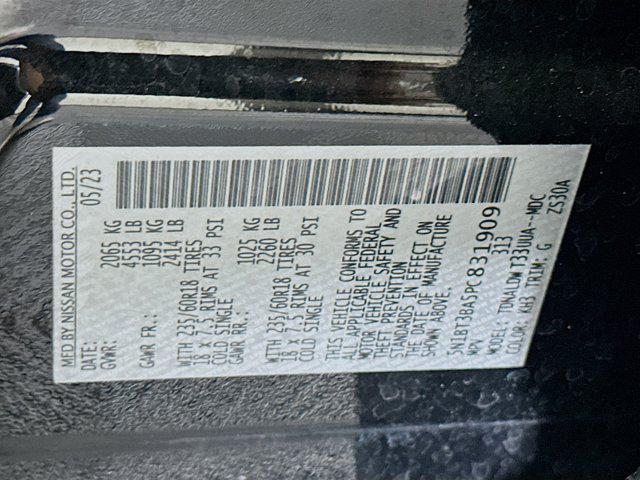 MFD BY NISSAN MOTOR CO., LTD.
DATE: 05/23
GVWR: 2065 KG
4553 LB
GAWR FR.: 1095 KG
2414 LB
WITH 235/60R18 TIRES
18 x 7.5 RIMS AT 33 PSI
COLD SINGLE
GAWR RR.: 1025 KG
2260 LB
WITH 235/60R18 TIRES
18 x 7.5 RIMS AT 30 PSI
COLD SINGLE
THIS VEHICLE CONFORMS TO
ALL APPLICABLE FEDERAL
MOTOR VEHICLE SAFETY AND
THEFT PREVENTION
STANDARDS IN EFFECT ON
THE DATE OF MANUFACTURE
SHOWN ABOVE.
5N1BT3BA5PC831909
MPV 313
MODEL: TDNALDW T33UUA--MDC
COLOR: KH3 TRIM: G ZS30A